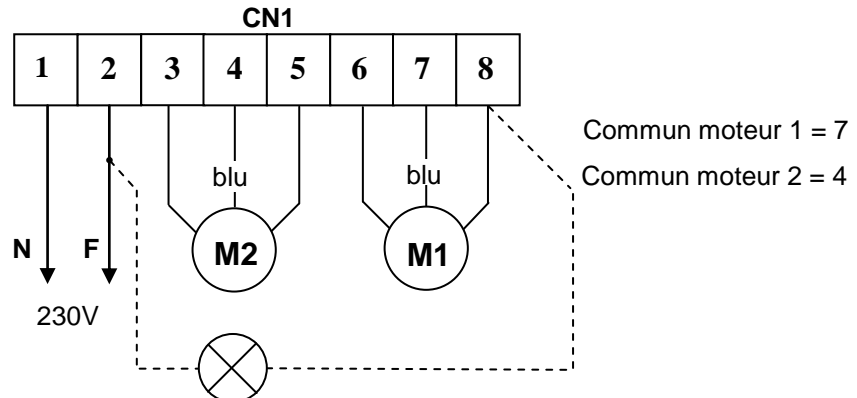 CN1
1 2 3 4 5 6 7 8
Commun moteur 1 = 7
Commun moteur 2 = 4
blu blu
N F M2 M1
230V